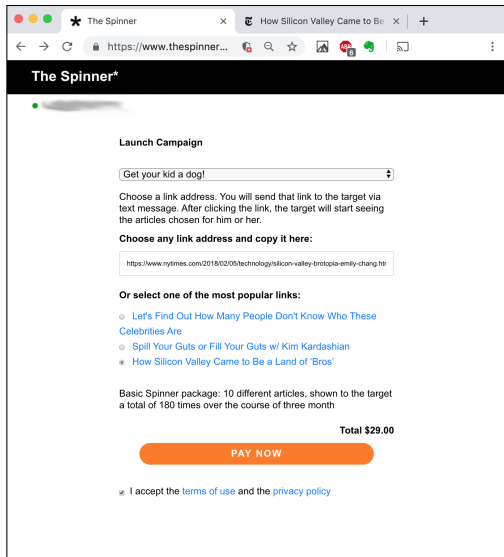 The Spinner
How Silicon Valley Came to Be
https://www.thespinner...
ABP
6
The Spinner*
Launch Campaign
Get your kid a dog!
Choose a link address. You will send that link to the target via
text message. After clicking the link, the target will start seeing
the articles chosen for him or her.
Choose any link address and copy it here:
https://www.nytimes.com/2018/02/05/technology/silicon-valley-brotopia-emily-chang.htr
Or select one of the most popular links:
Let's Find Out How Many People Don't Know Who These
Celebrities Are
Spill Your Guts or Fill Your Guts w/ Kim Kardashian
How Silicon Valley Came to Be a Land of ‘Bros’
Basic Spinner package: 10 different articles, shown to the target
a total of 180 times over the course of three month
Total $29.00
PAY NOW
I accept the terms of use and the privacy policy